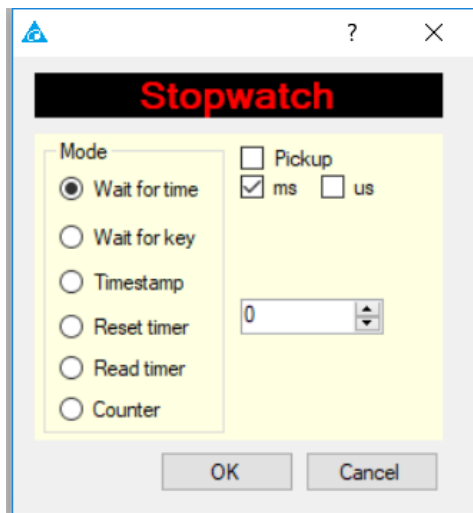 ?
Stopwatch
Mode
Pickup
Wait for time
ms us
Wait for key
Timestamp
0
Reset timer
Read timer
Counter
OK Cancel